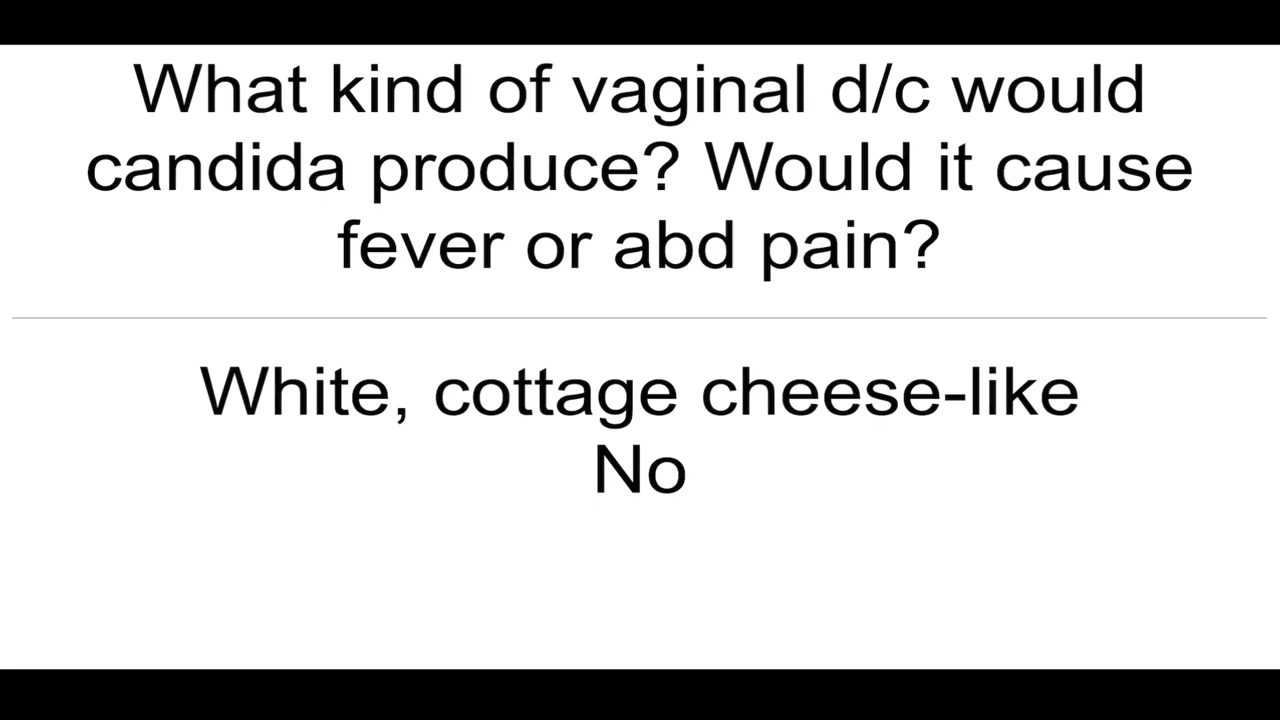 What kind of vaginal d/c would
candida produce? Would it cause
fever or abd pain?
White, cottage cheese-like
No